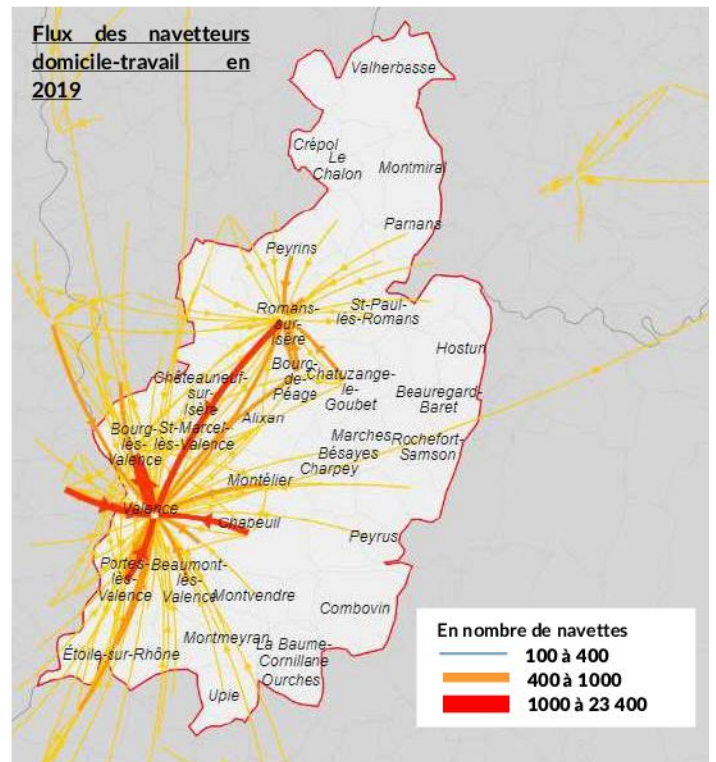 Flux des navetteurs
domicile-travail en
2019
Valherbasse
Crépol
Le
Chalon
Montmiral
Parnans
Peyrins
Romans-
sur-
Isère
St-Paul-
lès-Romans
Hostun
Bourg-
de-
Péage
Chatuzange-
le-
Goubet
Châteauneuf-
sur-
Isère
Beauregard-
Baret
Alixan
Bourg-
lès-
Valence
St-Marcel-
lès-Valence
Marches
Bésayes
Charpey
Rochefort-
Samson
Montélier
Valence
Chabeuil
Peyrus
Portes-
lès-
Valence
Beaumont-
lès-
Valence
Montvendre
Combovin
Montmeyran
La Baume-
Cornillane
Ourches
Étoile-sur-Rhône
Upie
En nombre de navettes
100 à 400
400 à 1000
1000 à 23 400